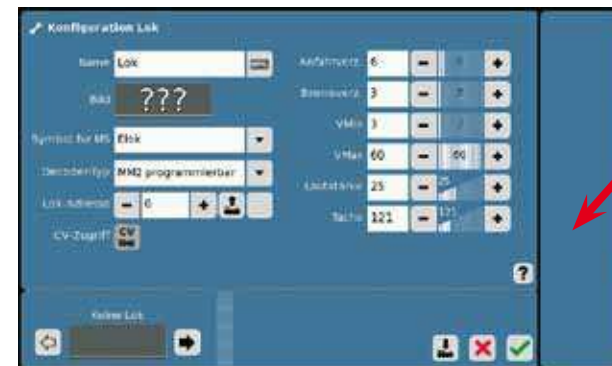 Konfiguration Lok
Name Lok
Bild ???
Symbol für MS Elok
Decodertyp MM2 programmierbar
Lok-Adresse - 0 +
CV-Zugriff CV
Anfahrverz. 6 - +
Bremsverz. 3 - +
VMin 3 - +
VMax 60 - 60 +
Lautstärke 25 - 25 +
Tacho 121 - 121 +
?
Keine Lok